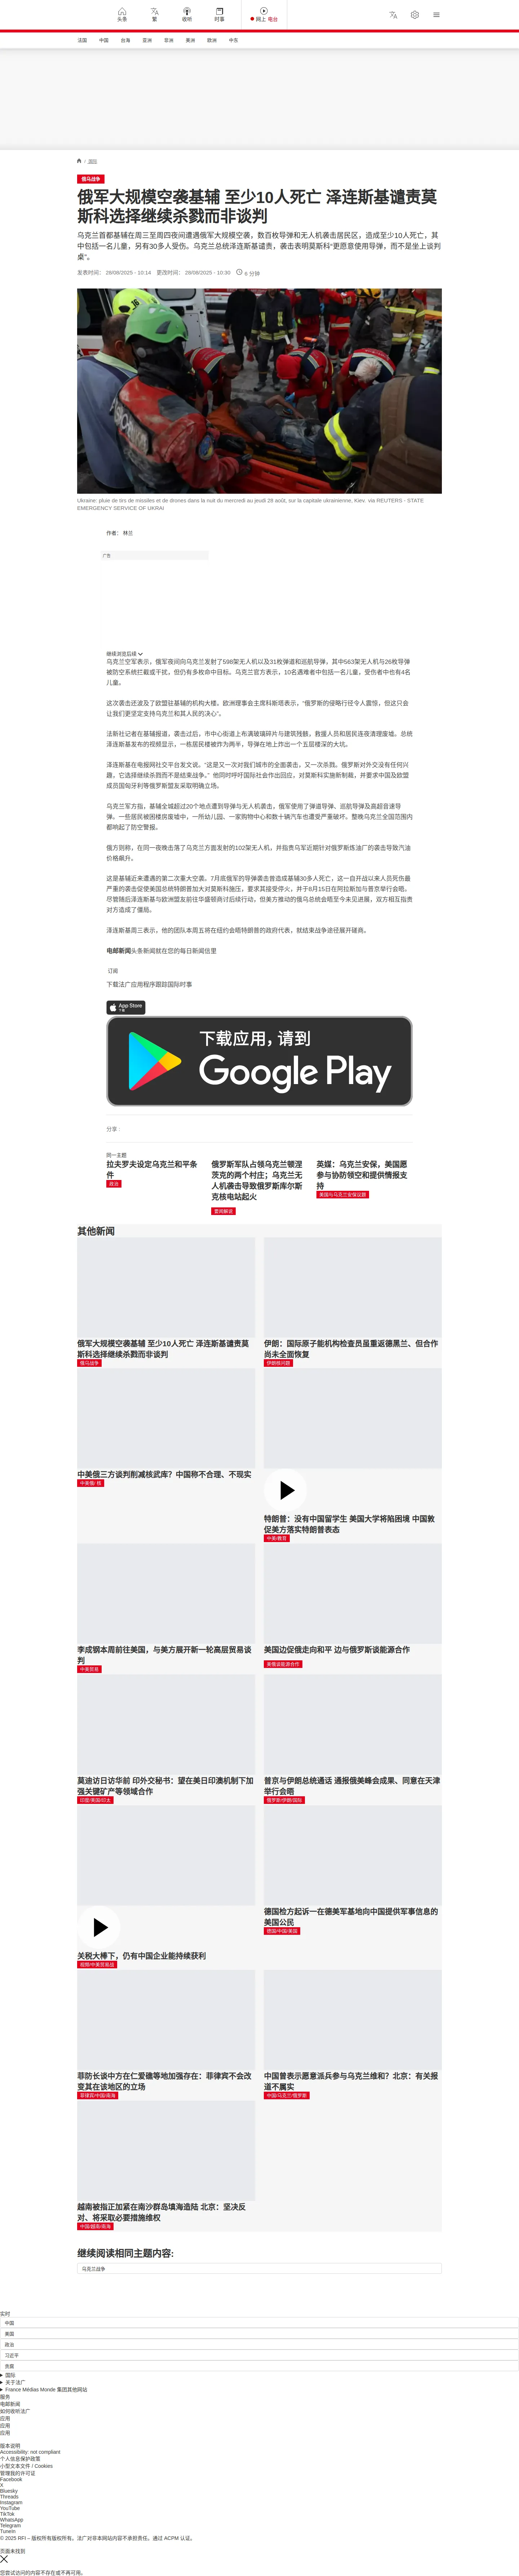 头条
繁
收听
时事
网上 电台
法国
中国
台海
亚洲
非洲
美洲
欧洲
中东
/ 国际
俄乌战争
俄军大规模空袭基辅 至少10人死亡 泽连斯基谴责莫斯科选择继续杀戮而非谈判
乌克兰首都基辅在周三至周四夜间遭遇俄军大规模空袭，数百枚导弹和无人机袭击居民区，造成至少10人死亡，其中包括一名儿童，另有30多人受伤。乌克兰总统泽连斯基谴责，袭击表明莫斯科“更愿意使用导弹，而不是坐上谈判桌”。
发表时间： 28/08/2025 - 10:14 更改时间： 28/08/2025 - 10:30 6 分钟
Ukraine: pluie de tirs de missiles et de drones dans la nuit du mercredi au jeudi 28 août, sur la capitale ukrainienne, Kiev. via REUTERS - STATE EMERGENCY SERVICE OF UKRAI
作者： 林兰
广告
继续浏览后续
乌克兰空军表示，俄军夜间向乌克兰发射了598架无人机以及31枚弹道和巡航导弹，其中563架无人机与26枚导弹被防空系统拦截或干扰。但仍有多枚命中目标。乌克兰官方表示，10名遇难者中包括一名儿童，受伤者中也有4名儿童。
这次袭击还波及了欧盟驻基辅的机构大楼。欧洲理事会主席科斯塔表示，“俄罗斯的侵略行径令人震惊，但这只会让我们更坚定支持乌克兰和其人民的决心”。
法新社记者在基辅报道，袭击过后，市中心街道上布满玻璃碎片与建筑残骸，救援人员和居民连夜清理废墟。总统泽连斯基发布的视频显示，一栋居民楼被炸为两半，导弹在地上炸出一个五层楼深的大坑。
泽连斯基在电报网社交平台发文说。“这是又一次对我们城市的全面袭击，又一次杀戮。俄罗斯对外交没有任何兴趣，它选择继续杀戮而不是结束战争。” 他同时呼吁国际社会作出回应，对莫斯科实施新制裁，并要求中国及欧盟成员国匈牙利等俄罗斯盟友采取明确立场。
乌克兰军方指，基辅全城超过20个地点遭到导弹与无人机袭击，俄军使用了弹道导弹、巡航导弹及高超音速导弹。一些居民被困楼房废墟中，一所幼儿园、一家购物中心和数十辆汽车也遭受严重破坏。整晚乌克兰全国范围内都响起了防空警报。
俄方则称，在同一夜晚击落了乌克兰方面发射的102架无人机，并指责乌军近期针对俄罗斯炼油厂的袭击导致汽油价格飙升。
这是基辅近来遭遇的第二次重大空袭。7月底俄军的导弹袭击曾造成基辅30多人死亡，这一自开战以来人员死伤最严重的袭击促使美国总统特朗普加大对莫斯科施压，要求其接受停火，并于8月15日在阿拉斯加与普京举行会晤。尽管随后泽连斯基与欧洲盟友前往华盛顿商讨后续行动，但美方推动的俄乌总统会晤至今未见进展，双方相互指责对方造成了僵局。
泽连斯基周三表示，他的团队本周五将在纽约会晤特朗普的政府代表，就结束战争途径展开磋商。
电邮新闻头条新闻就在您的每日新闻信里
订阅
下载法广应用程序跟踪国际时事
App Store 下载
下载应用，请到
Google Play
分享：
同一主题
拉夫罗夫设定乌克兰和平条件
政治
俄罗斯军队占领乌克兰顿涅茨克的两个村庄；乌克兰无人机袭击导致俄罗斯库尔斯克核电站起火
要闻解说
英媒：乌克兰安保，美国愿参与协防领空和提供情报支持
美国与乌克兰安保议题
其他新闻
俄军大规模空袭基辅 至少10人死亡 泽连斯基谴责莫斯科选择继续杀戮而非谈判
俄乌战争
伊朗：国际原子能机构检查员虽重返德黑兰、但合作尚未全面恢复
伊朗核问题
中美俄三方谈判削减核武库？中国称不合理、不现实
中美俄/ 核
特朗普：没有中国留学生 美国大学将陷困境 中国敦促美方落实特朗普表态
中美/教育
李成钢本周前往美国，与美方展开新一轮高层贸易谈判
中美贸易
美国边促俄走向和平 边与俄罗斯谈能源合作
美俄谈能源合作
莫迪访日访华前 印外交秘书：望在美日印澳机制下加强关键矿产等领域合作
印度/美国/印太
普京与伊朗总统通话 通报俄美峰会成果、同意在天津举行会晤
俄罗斯/伊朗/国际
关税大棒下，仍有中国企业能持续获利
视频/中美贸易战
德国检方起诉一在德美军基地向中国提供军事信息的美国公民
德国/中国/美国
菲防长谈中方在仁爱礁等地加强存在：菲律宾不会改变其在该地区的立场
菲律宾/中国/南海
中国曾表示愿意派兵参与乌克兰维和？北京：有关报道不属实
中国/乌克兰/俄罗斯
越南被指正加紧在南沙群岛填海造陆 北京：坚决反对、将采取必要措施维权
中国/越南/南海
继续阅读相同主题内容:
乌克兰战争
实时
中国
美国
政治
习近平
贵观
国际
关于法广
France Médias Monde 集团其他网站
服务
电邮新闻
如何收听法广
应用
应用
应用
版本说明
Accessibility: not compliant
个人信息保护政策
小型文本文件 / Cookies
管理我的许可证
Facebook
X
Bluesky
Threads
Instagram
YouTube
TikTok
WhatsApp
Telegram
TuneIn
© 2025 RFI – 版权所有版权所有。法广对非本网站内容不承担责任。通过 ACPM 认证。
页面未找到
您尝试访问的内容不存在或不再可用。